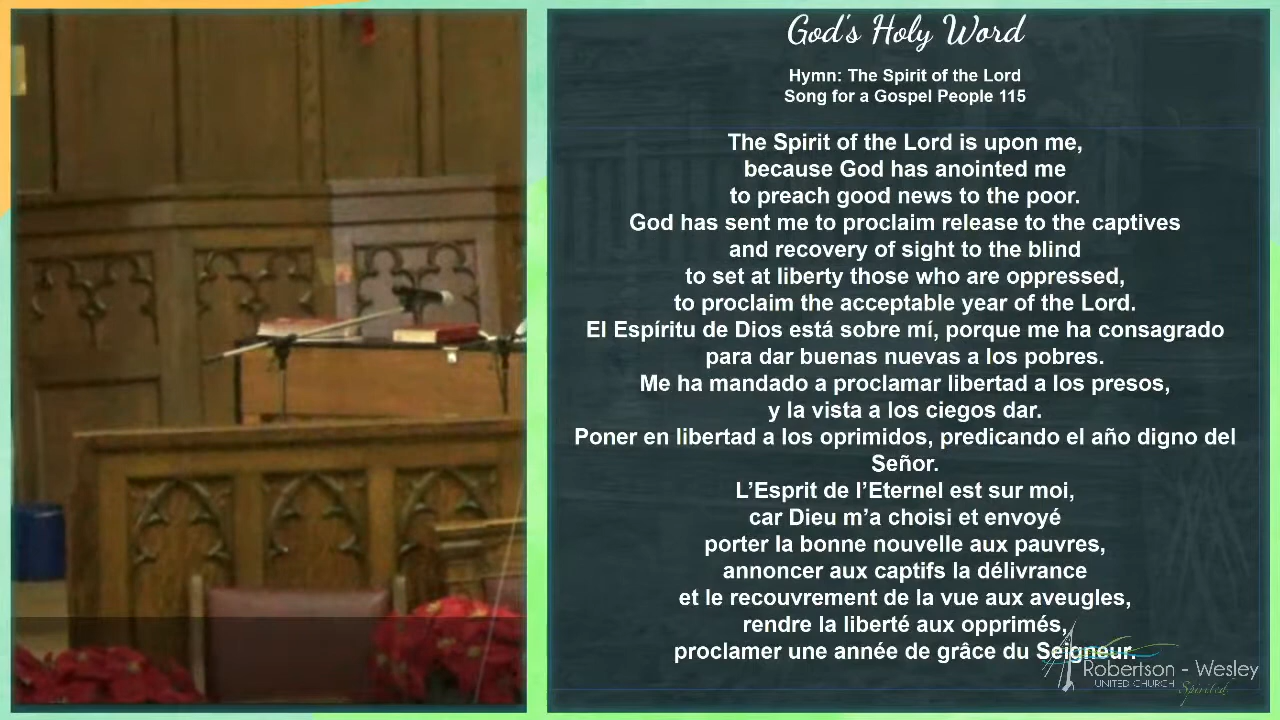 God's Holy Word
Hymn: The Spirit of the Lord
Song for a Gospel People 115
The Spirit of the Lord is upon me,
because God has anointed me
to preach good news to the poor.
God has sent me to proclaim release to the captives
and recovery of sight to the blind
to set at liberty those who are oppressed,
to proclaim the acceptable year of the Lord.
El Espíritu de Dios está sobre mí, porque me ha consagrado
para dar buenas nuevas a los pobres.
Me ha mandado a proclamar libertad a los presos,
y la vista a los ciegos dar.
Poner en libertad a los oprimidos, predicando el año digno del
Señor.
L’Esprit de l’Eternel est sur moi,
car Dieu m’a choisi et envoyé
porter la bonne nouvelle aux pauvres,
annoncer aux captifs la délivrance
et le recouvrement de la vue aux aveugles,
rendre la liberté aux opprimés,
proclamer une année de grâce du Seigneur.
Robertson - Wesley
UNITED CHURCH
Spirited